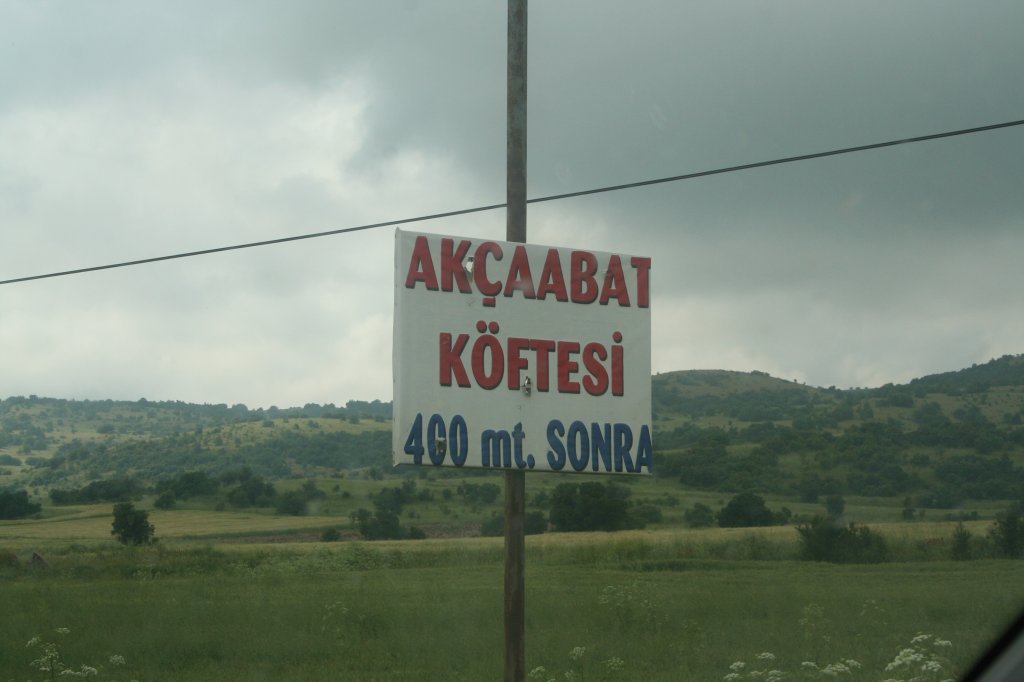 AKÇAABAT
KÖFTESİ
400 mt. SONRA